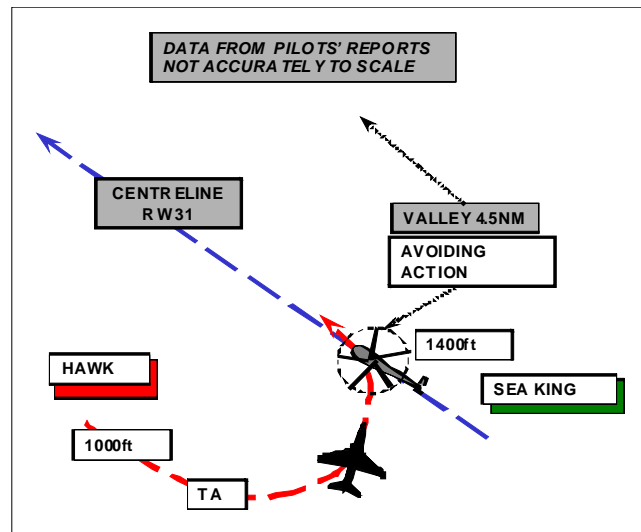 DATA FROM PILOTS' REPORTS
NOT ACCURATELY TO SCALE
CENTRELINE
RW31
VALLEY 4.5NM
AVOIDING
ACTION
1400ft
HAWK
SEA KING
1000ft
TA